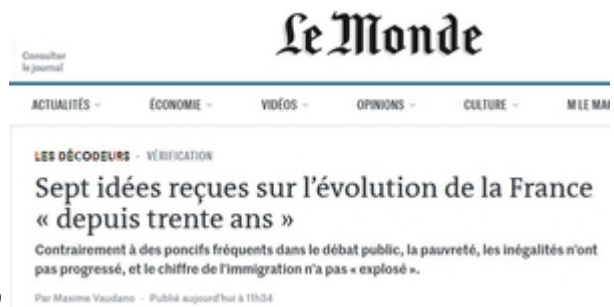 Le Monde
Consulter
le journal
ACTUALITÉS
ÉCONOMIE
VIDÉOS
OPINIONS
CULTURE
M LE MA
LES DÉCODEURS - VÉRIFICATION
Sept idées reçues sur l'évolution de la France
« depuis trente ans »
Contrairement à des poncifs fréquents dans le débat public, la pauvreté, les inégalités n'ont
pas progressé, et le chiffre de l'immigration n'a pas « explosé ».
Par Maxime Vaudano · Publié aujourd'hui à 11h34